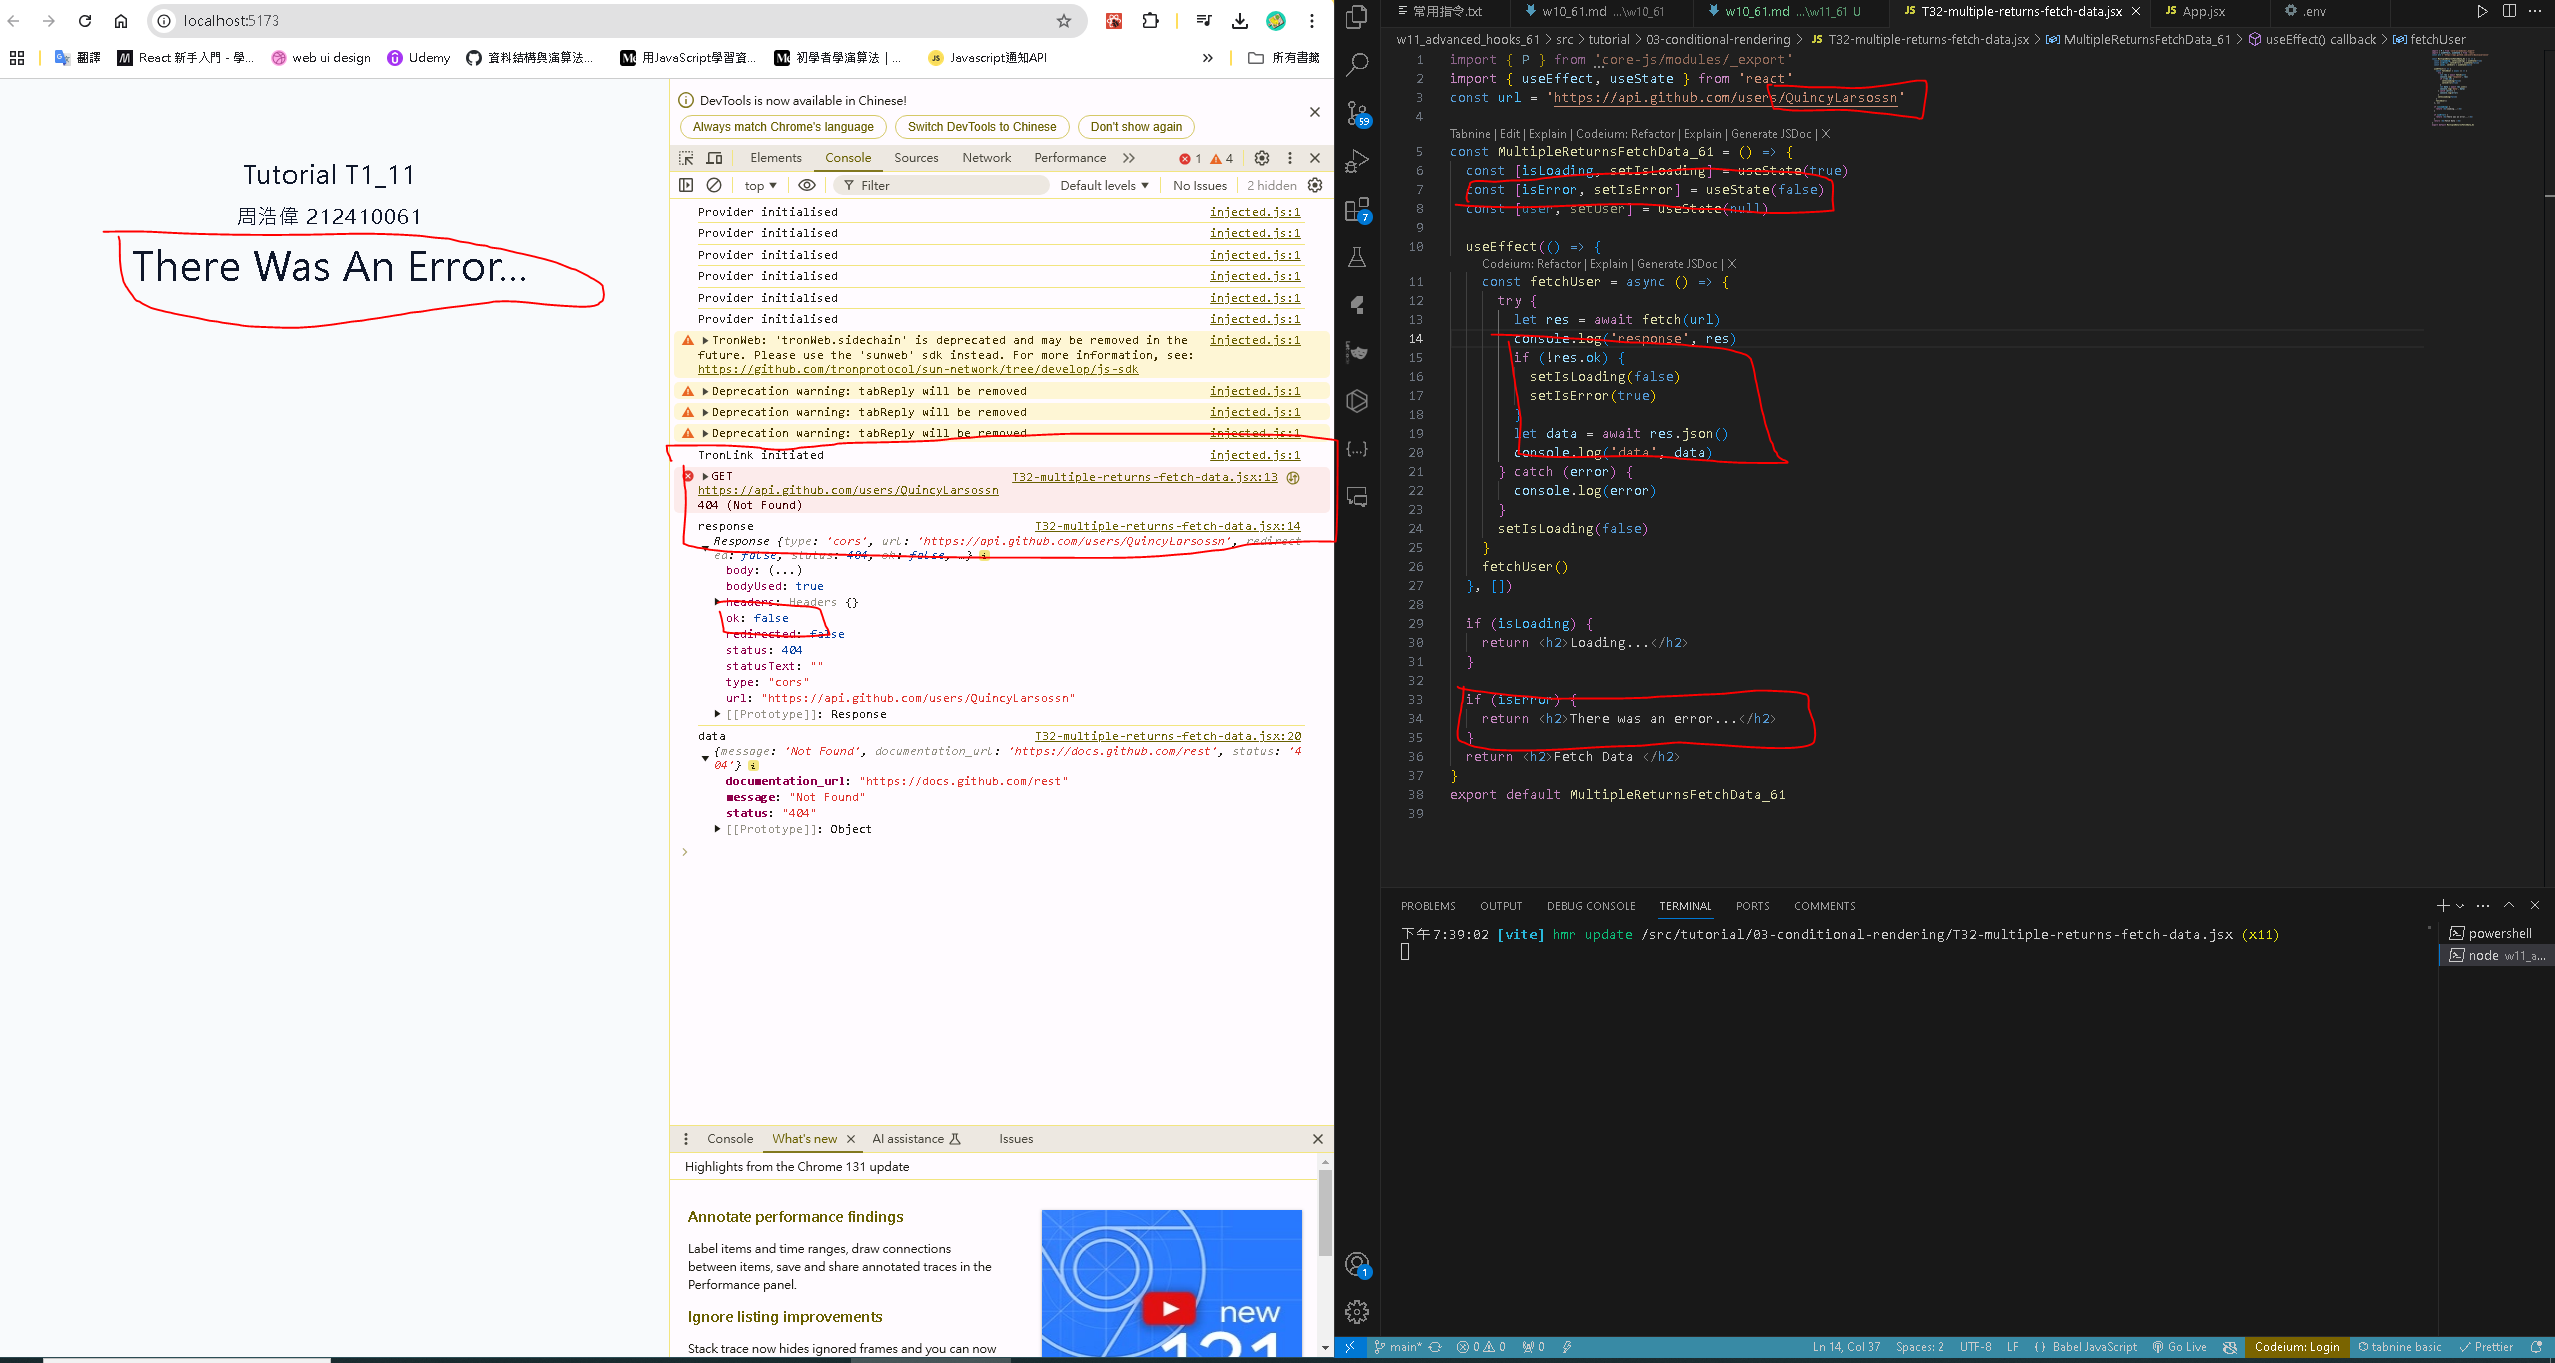 localhost:5173
翻譯
React 新手入門 - 學...
web ui design
Udemy
資料結構與演算法...
用JavaScript學習資...
初學者學演算法 | ...
Javascript通知API
»
所有書籤
Tutorial T1_11
周浩偉 212410061
There Was An Error...
DevTools is now available in Chinese!
Always match Chrome's language
Switch DevTools to Chinese
Don't show again
Elements
Console
Sources
Network
Performance
»
1
4
top
Filter
Default levels
No Issues
2 hidden
Provider initialised injected.js:1
Provider initialised injected.js:1
Provider initialised injected.js:1
Provider initialised injected.js:1
Provider initialised injected.js:1
Provider initialised injected.js:1
TronWeb: 'tronWeb.sidechain' is deprecated and may be removed in the injected.js:1
future. Please use the 'sunweb' sdk instead. For more information, see:
https://github.com/tronprotocol/sun-network/tree/develop/js-sdk
Deprecation warning: tabReply will be removed injected.js:1
Deprecation warning: tabReply will be removed injected.js:1
Deprecation warning: tabReply will be removed injected.js:1
TronLink initiated injected.js:1
GET T32-multiple-returns-fetch-data.jsx:13
https://api.github.com/users/QuincyLarsossn
404 (Not Found)
response T32-multiple-returns-fetch-data.jsx:14
Response {type: 'cors', url: 'https://api.github.com/users/QuincyLarsossn', redirect
ed: false, status: 404, ok: false, …}
body: (...)
bodyUsed: true
headers: Headers {}
ok: false
redirected: false
status: 404
statusText: ""
type: "cors"
url: "https://api.github.com/users/QuincyLarsossn"
[[Prototype]]: Response
data T32-multiple-returns-fetch-data.jsx:20
{message: 'Not Found', documentation_url: 'https://docs.github.com/rest', status: '4
04'}
documentation_url: "https://docs.github.com/rest"
message: "Not Found"
status: "404"
[[Prototype]]: Object
Console
What's new
AI assistance
Issues
Highlights from the Chrome 131 update
Annotate performance findings
Label items and time ranges, draw connections
between items, save and share annotated traces in the
Performance panel.
Ignore listing improvements
Stack trace now hides ignored frames and you can now
new
131
常用指令.txt
w10_61.md ...\w10_61
w10_61.md ...\w11_61 U
JS T32-multiple-returns-fetch-data.jsx
JS App.jsx
.env
w11_advanced_hooks_61 > src > tutorial > 03-conditional-rendering > JS T32-multiple-returns-fetch-data.jsx > MultipleReturnsFetchData_61 > useEffect() callback > fetchUser
59
7
1 import { P } from 'core-js/modules/_export'
2 import { useEffect, useState } from 'react'
3 const url = 'https://api.github.com/users/QuincyLarsossn'
4
Tabnine | Edit | Explain | Codeium: Refactor | Explain | Generate JSDoc | X
5 const MultipleReturnsFetchData_61 = () => {
6 const [isLoading, setIsLoading] = useState(true)
7 const [isError, setIsError] = useState(false)
8 const [user, setUser] = useState(null)
9
10 useEffect(() => {
Codeium: Refactor | Explain | Generate JSDoc | X
11 const fetchUser = async () => {
12 try {
13 let res = await fetch(url)
14 console.log('response', res)
15 if (!res.ok) {
16 setIsLoading(false)
17 setIsError(true)
18 }
19 let data = await res.json()
20 console.log('data', data)
21 } catch (error) {
22 console.log(error)
23 }
24 setIsLoading(false)
25 }
26 fetchUser()
27 }, [])
28
29 if (isLoading) {
30 return <h2>Loading...</h2>
31 }
32
33 if (isError) {
34 return <h2>There was an error...</h2>
35 }
36 return <h2>Fetch Data </h2>
37 }
38 export default MultipleReturnsFetchData_61
39
PROBLEMS
OUTPUT
DEBUG CONSOLE
TERMINAL
PORTS
COMMENTS
下午7:39:02 [vite] hmr update /src/tutorial/03-conditional-rendering/T32-multiple-returns-fetch-data.jsx (x11)
powershell
node w11_a...
1
main*
0
0
0
Ln 14, Col 37
Spaces: 2
UTF-8
LF
Babel JavaScript
Go Live
Codeium: Login
tabnine basic
Prettier